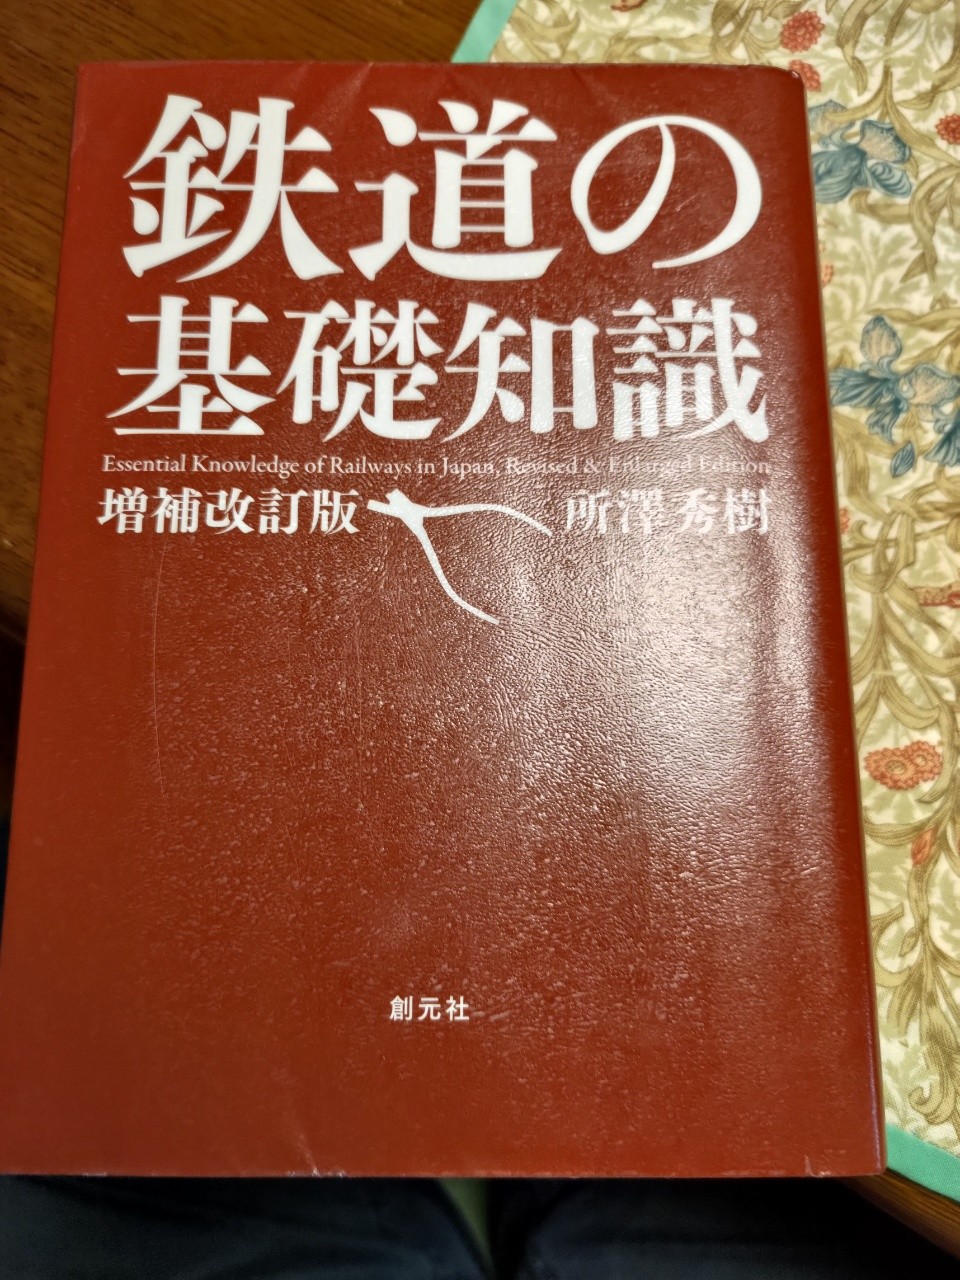 鉄道の
基礎知識
Essential Knowledge of Railways in Japan, Revised & Enlarged Edition
増補改訂版 所澤秀樹
創元社